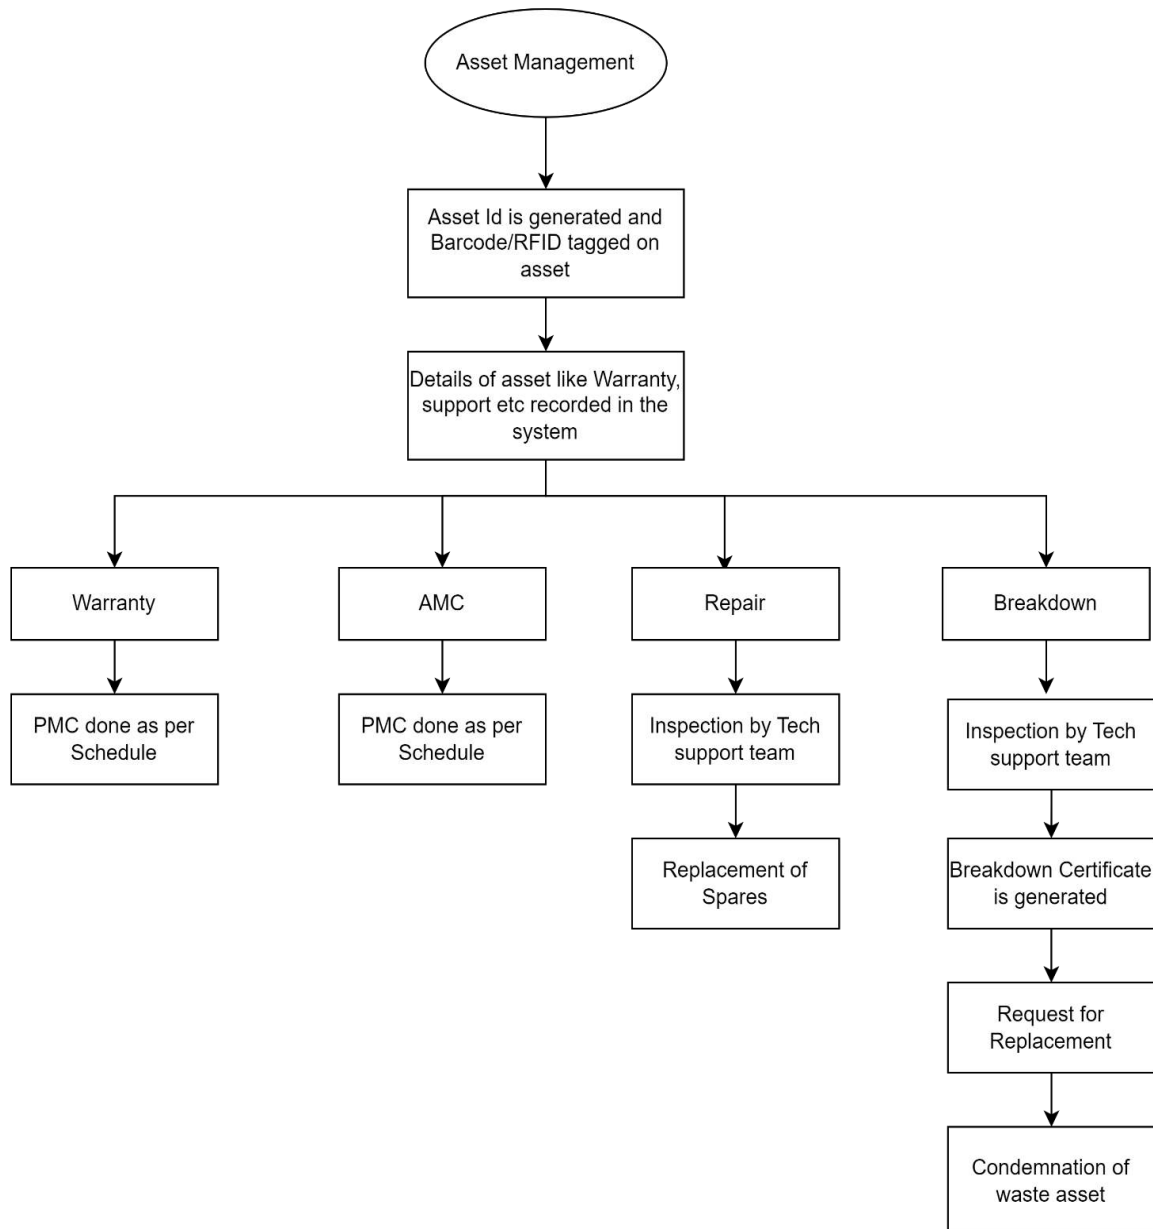 Asset Management
Asset Id is generated and
Barcode/RFID tagged on
asset
Details of asset like Warranty,
support etc recorded in the
system
Warranty
AMC
Repair
Breakdown
PMC done as per
Schedule
PMC done as per
Schedule
Inspection by Tech
support team
Inspection by Tech
support team
Replacement of
Spares
Breakdown Certificate
is generated
Request for
Replacement
Condemnation of
waste asset